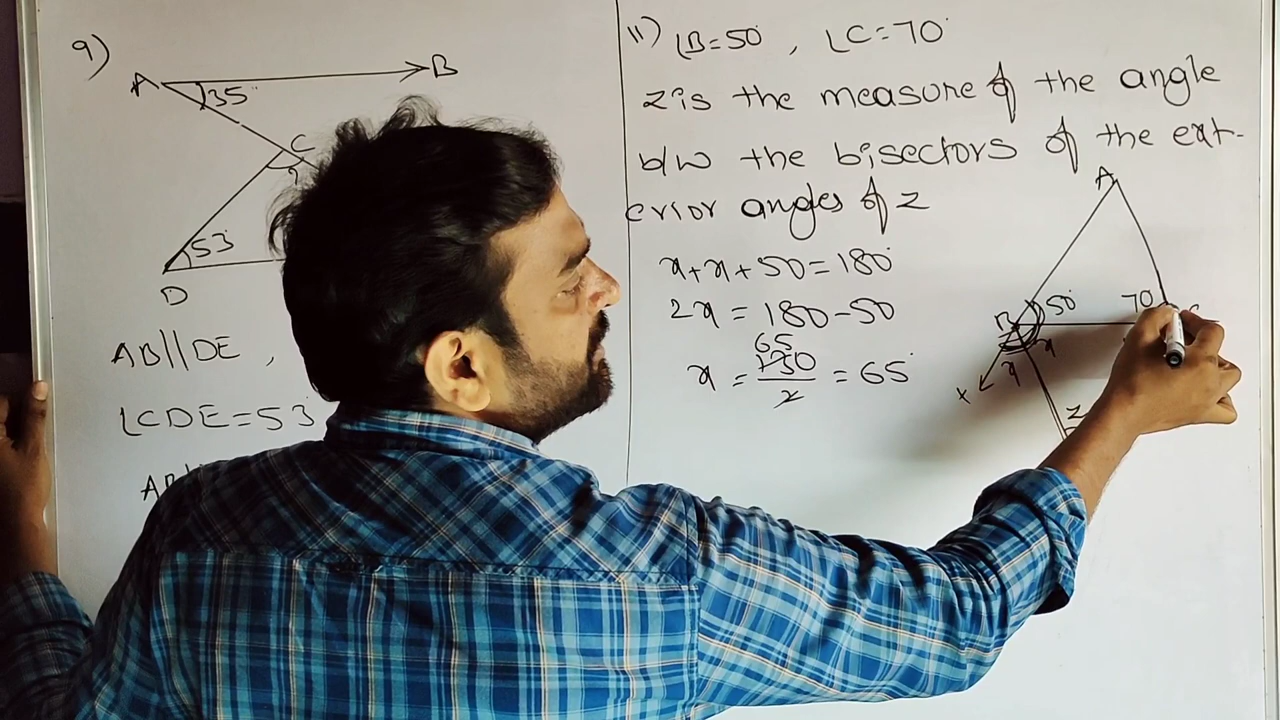 9)
A
B
35°
C
53°
D
AB||DE ,
∠CDE=53
11) ∠B=50° , ∠C=70°
z is the measure of the angle
b/w the bisectors of the ext-
erior angles of z
x+x+50=180°
2x = 180-50
65
x = 130/2 = 65°
A
B
50°
70
x
x
X
z